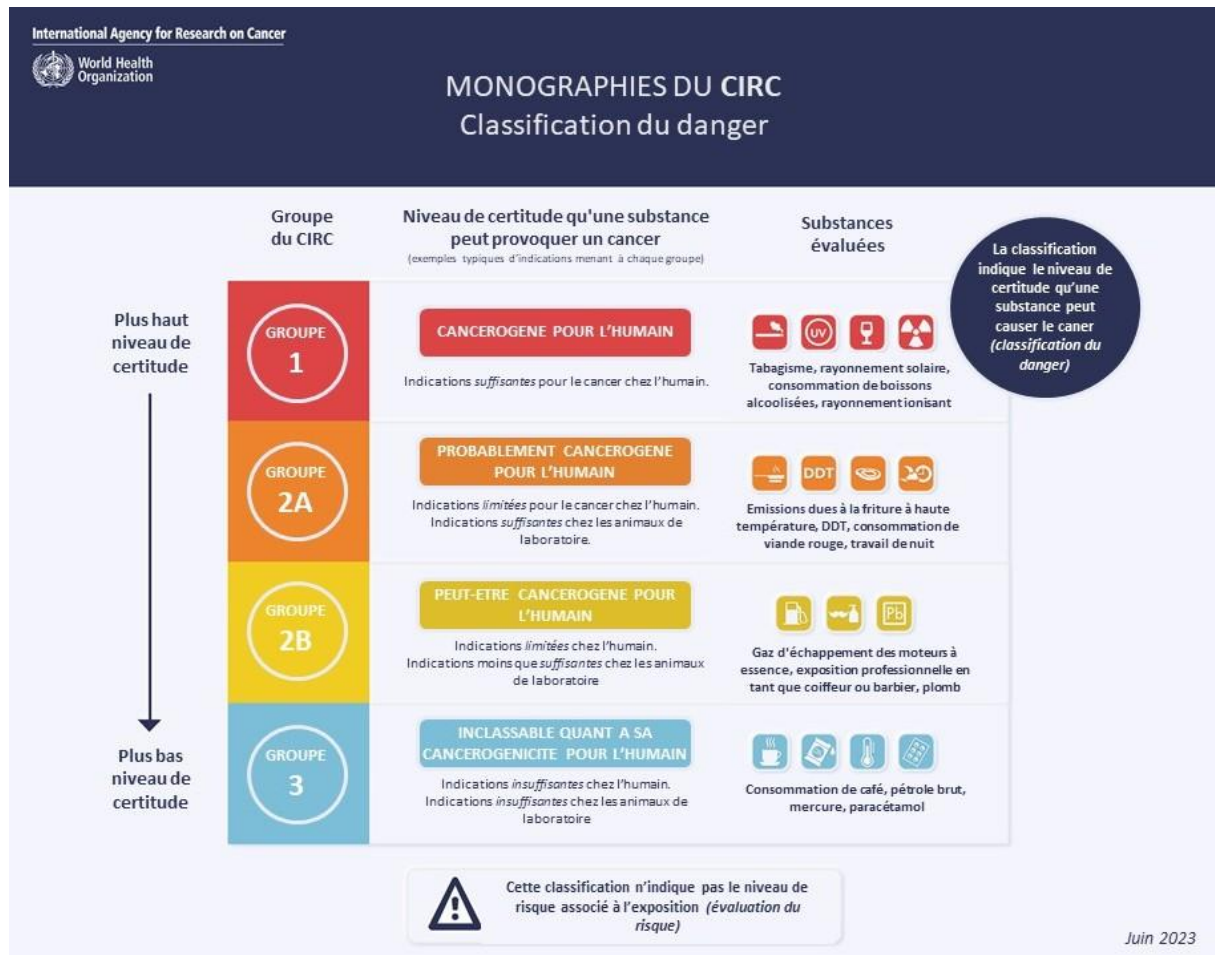 International Agency for Research on Cancer
World Health
Organization
MONOGRAPHIES DU CIRC
Classification du danger
Groupe
du CIRC
Niveau de certitude qu'une substance
peut provoquer un cancer
(exemples typiques d'indications menant à chaque groupe)
Substances
évaluées
La classification
indique le niveau de
certitude qu'une
substance peut
causer le caner
(classification du
danger)
Plus haut
niveau de
certitude
GROUPE
1
CANCEROGENE POUR L'HUMAIN
Indications suffisantes pour le cancer chez l'humain.
UV
Tabagisme, rayonnement solaire,
consommation de boissons
alcoolisées, rayonnement ionisant
GROUPE
2A
PROBABLEMENT CANCEROGENE
POUR L'HUMAIN
Indications limitées pour le cancer chez l'humain.
Indications suffisantes chez les animaux de
laboratoire.
DDT
Emissions dues à la friture à haute
température, DDT, consommation de
viande rouge, travail de nuit
GROUPE
2B
PEUT-ETRE CANCEROGENE POUR
L'HUMAIN
Indications limitées chez l'humain.
Indications moins que suffisantes chez les animaux
de laboratoire
Pb
Gaz d'échappement des moteurs à
essence, exposition professionnelle en
tant que coiffeur ou barbier, plomb
Plus bas
niveau de
certitude
GROUPE
3
INCLASSABLE QUANT A SA
CANCEROGENICITE POUR L'HUMAIN
Indications insuffisantes chez l'humain.
Indications insuffisantes chez les animaux de
laboratoire
Consommation de café, pétrole brut,
mercure, paracétamol
Cette classification n'indique pas le niveau de
risque associé à l'exposition (évaluation du
risque)
Juin 2023